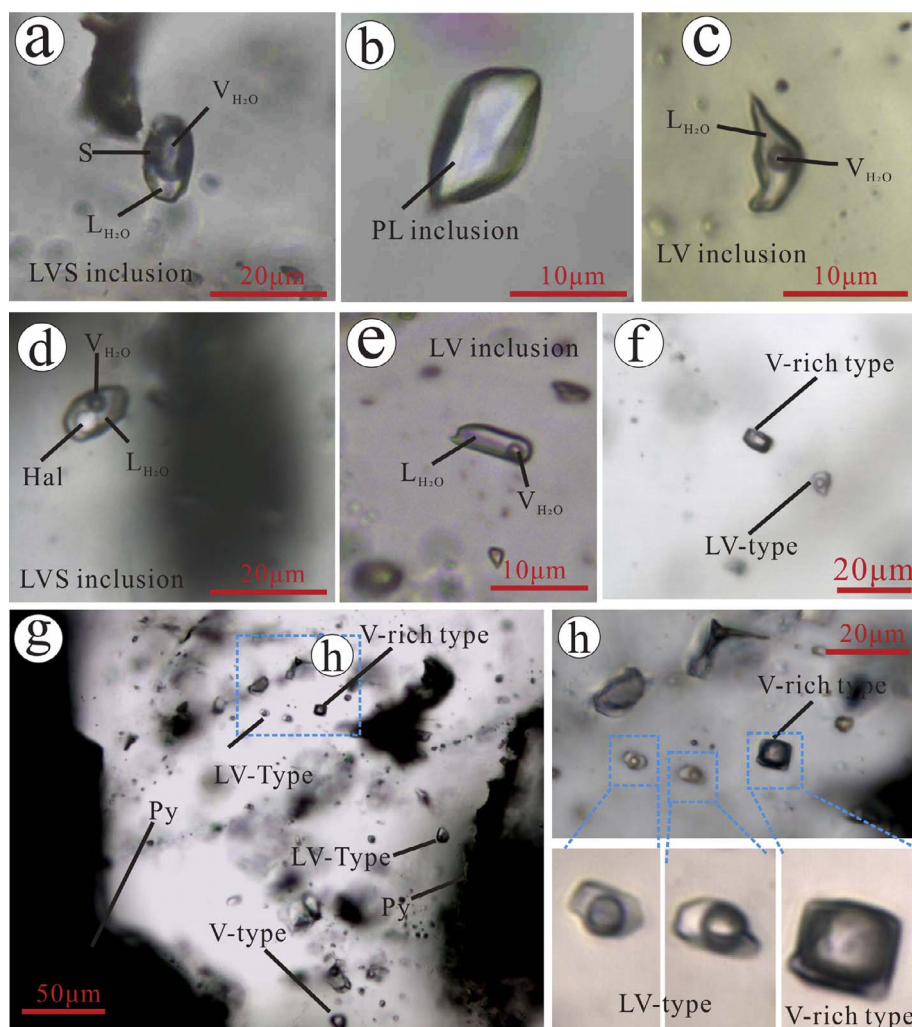 a
V H₂O
S
L H₂O
LVS inclusion
20μm
b
PL inclusion
10μm
c
L H₂O
V H₂O
LV inclusion
10μm
d
V H₂O
Hal
L H₂O
LVS inclusion
20μm
e
LV inclusion
L H₂O
V H₂O
10μm
f
V-rich type
LV-type
20μm
g
V-rich type
h
LV-Type
Py
LV-Type
Py
V-type
50μm
h
20μm
V-rich type
LV-type
V-rich type